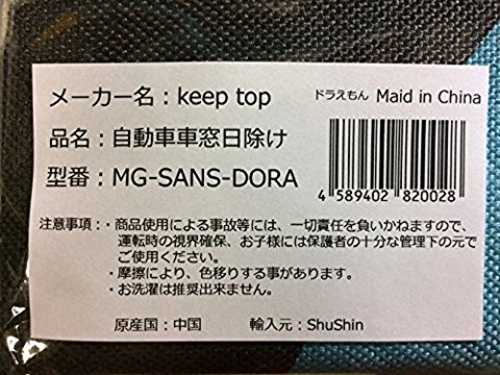 メーカー名：keep top
ドラえもん Maid in China
品名：自動車車窓日除け
型番：MG-SANS-DORA
4 589402 820028
注意事項：・商品使用による事故等には、一切責任を負いかねますので、
運転時の視界確保、お子様には保護者の十分な管理下の元で
ご使用ください。
・摩擦により、色移りする事があります。
・お洗濯は推奨出来ません。
原産国：中国 輸入元：ShuShin